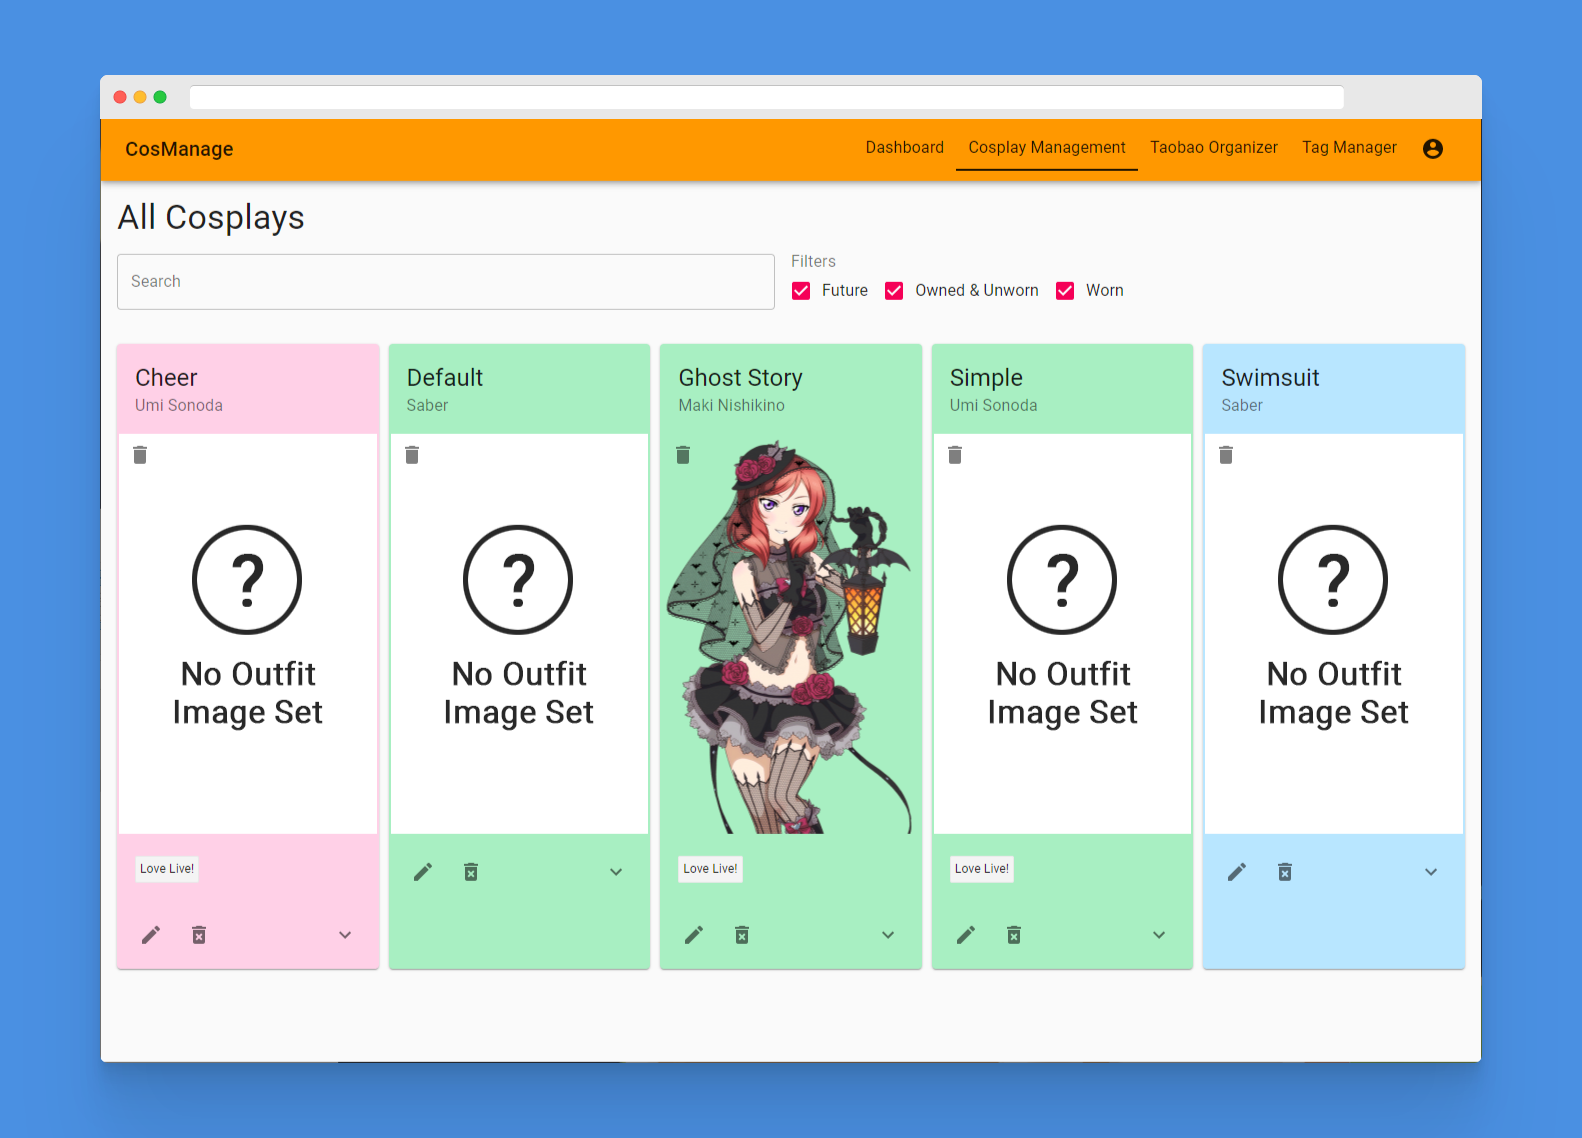 CosManage
Dashboard
Cosplay Management
Taobao Organizer
Tag Manager
All Cosplays
Search
Filters
Future
Owned & Unworn
Worn
Cheer
Umi Sonoda
?
No Outfit
Image Set
Love Live!
Default
Saber
?
No Outfit
Image Set
Ghost Story
Maki Nishikino
Love Live!
Simple
Umi Sonoda
?
No Outfit
Image Set
Love Live!
Swimsuit
Saber
?
No Outfit
Image Set